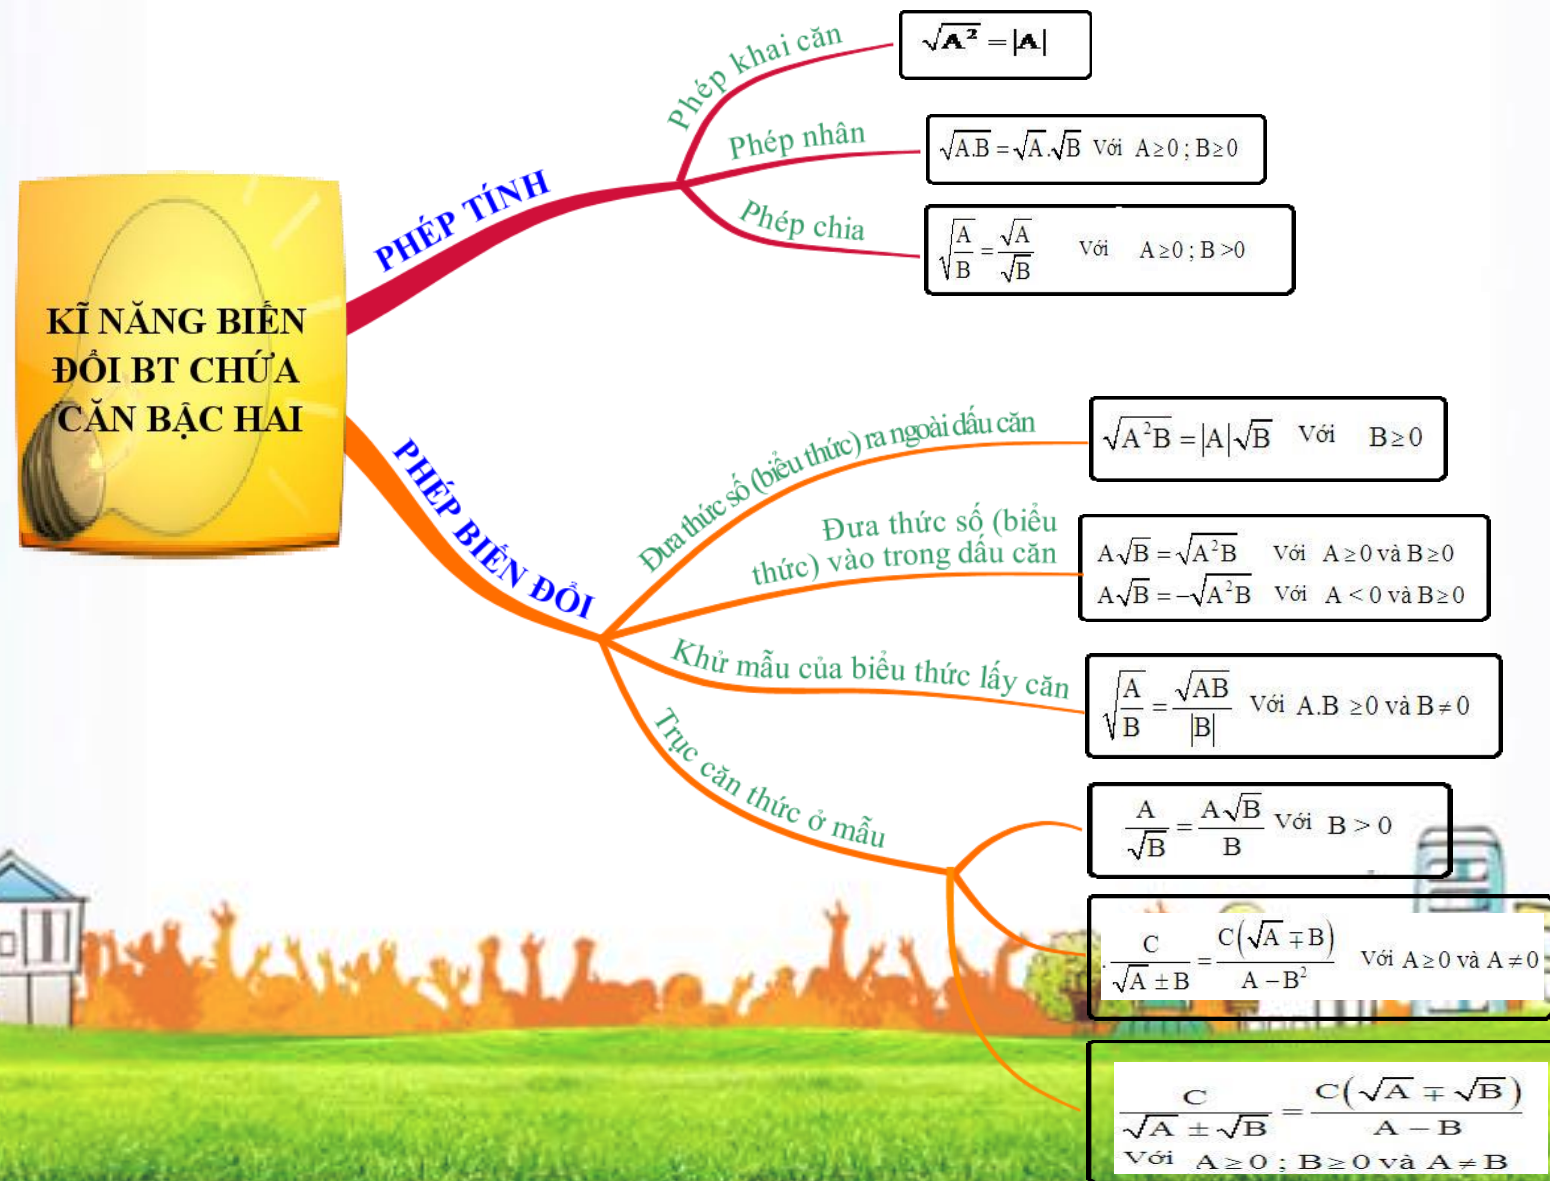 KĨ NĂNG BIẾN
ĐỔI BT CHỨA
CĂN BẬC HAI
PHÉP TÍNH
Phép khai căn
√A² = |A|
Phép nhân
√A.B = √A.√B Với A≥0 ; B≥0
Phép chia
√(A/B) = √A/√B Với A≥0 ; B >0
PHÉP BIẾN ĐỔI
Đưa thức số (biểu thức) ra ngoài dấu căn
√A²B = |A|√B Với B≥0
Đưa thức số (biểu
thức) vào trong dấu căn
A√B = √A²B Với A≥0 và B≥0
A√B = −√A²B Với A < 0 và B≥0
Khử mẫu của biểu thức lấy căn
√(A/B) = √AB/|B| Với A.B ≥0 và B≠0
Trục căn thức ở mẫu
A/√B = A√B/B Với B > 0
. C/(√A ± B) = C(√A ∓ B)/(A − B²) Với A≥0 và A≠0
C/(√A ± √B) = C(√A ∓ √B)/(A − B)
Với A≥0 ; B≥0 và A≠B